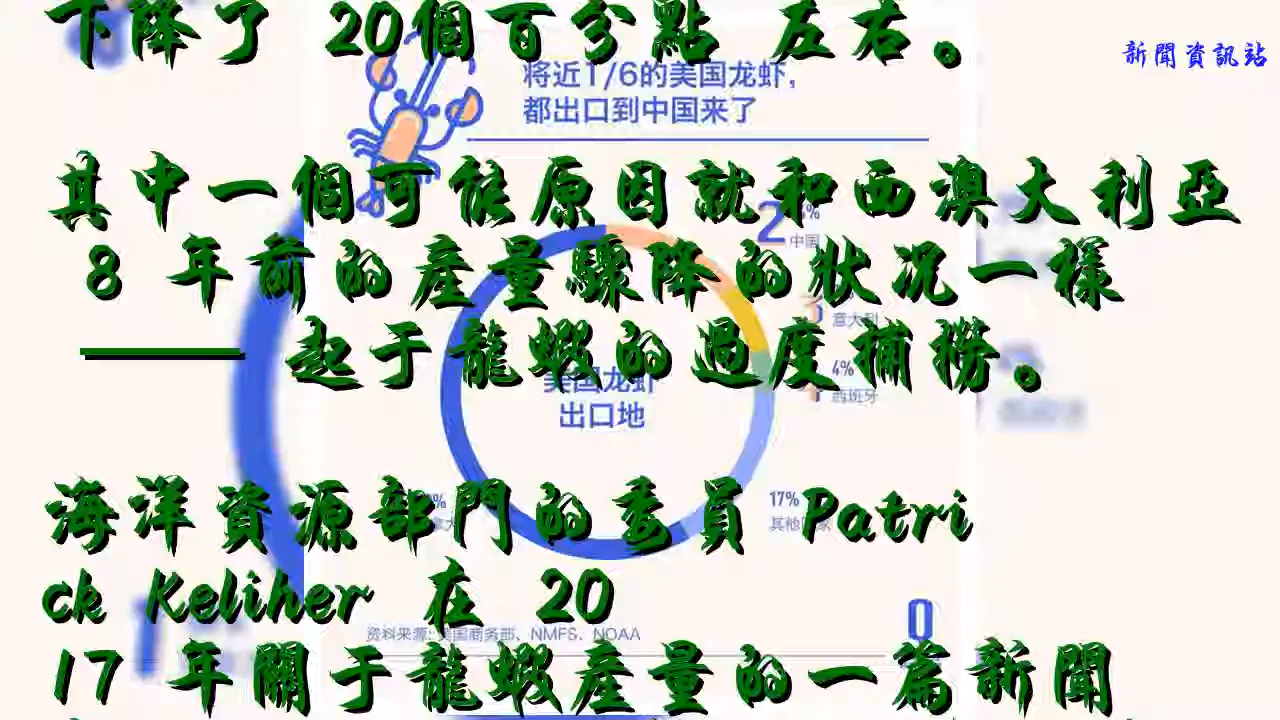 下降了 20個百分點 左右。
新聞資訊站
将近1/6的美国龙虾,
都出口到中国来了
其中一個可能原因就和西澳大利亞
8 年前的產量驟降的狀況一樣
—— 起于龍蝦的過度捕撈。
中国
意大利
4%
西班牙
美国龙虾
出口地
17%
海洋資源部門的委員 Patri
ck Keliher 在 20
资料来源: 美国商务部、NMFS、NOAA
17 年關于龍蝦產量的一篇新聞